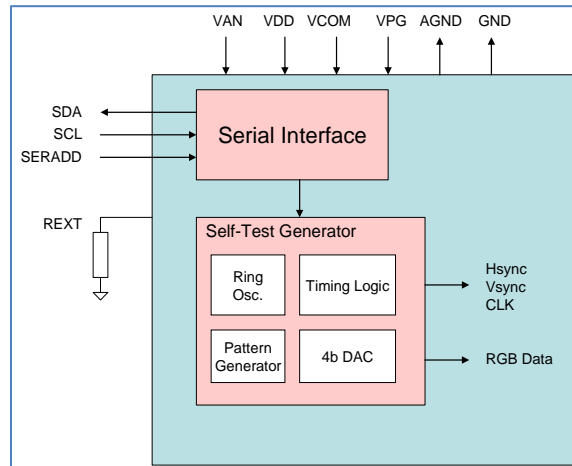 VAN VDD VCOM VPG AGND GND
SDA
SCL
SERADD
Serial Interface
REXT
Self-Test Generator
Ring
Osc.
Timing Logic
Pattern
Generator
4b DAC
Hsync
Vsync
CLK
RGB Data